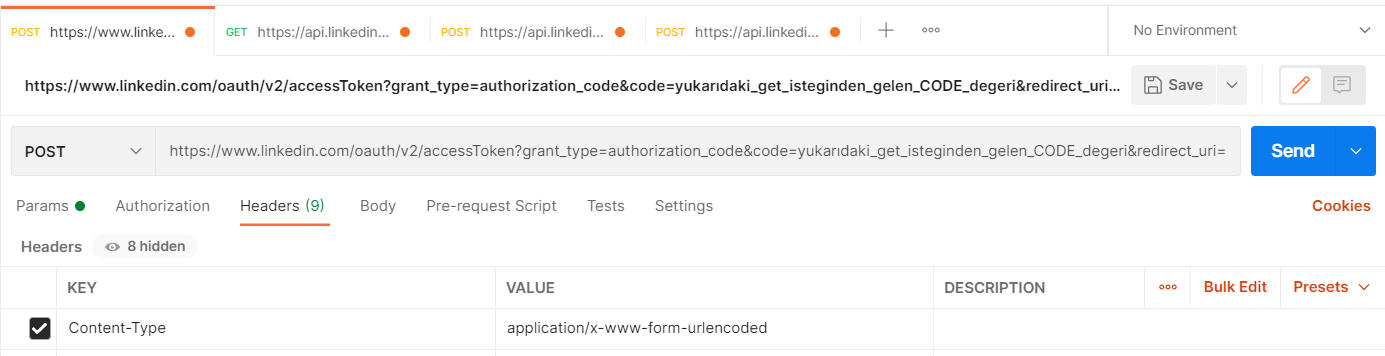 POST https://www.linke... GET https://api.linkedin... POST https://api.linkedi... POST https://api.linkedi... + ooo No Environment
https://www.linkedin.com/oauth/v2/accessToken?grant_type=authorization_code&code=yukarıdaki_get_isteginden_gelen_CODE_degeri&redirect_uri... Save
POST https://www.linkedin.com/oauth/v2/accessToken?grant_type=authorization_code&code=yukarıdaki_get_isteginden_gelen_CODE_degeri&redirect_uri= Send
Params Authorization Headers (9) Body Pre-request Script Tests Settings Cookies
Headers 8 hidden
KEY VALUE DESCRIPTION ooo Bulk Edit Presets
Content-Type application/x-www-form-urlencoded